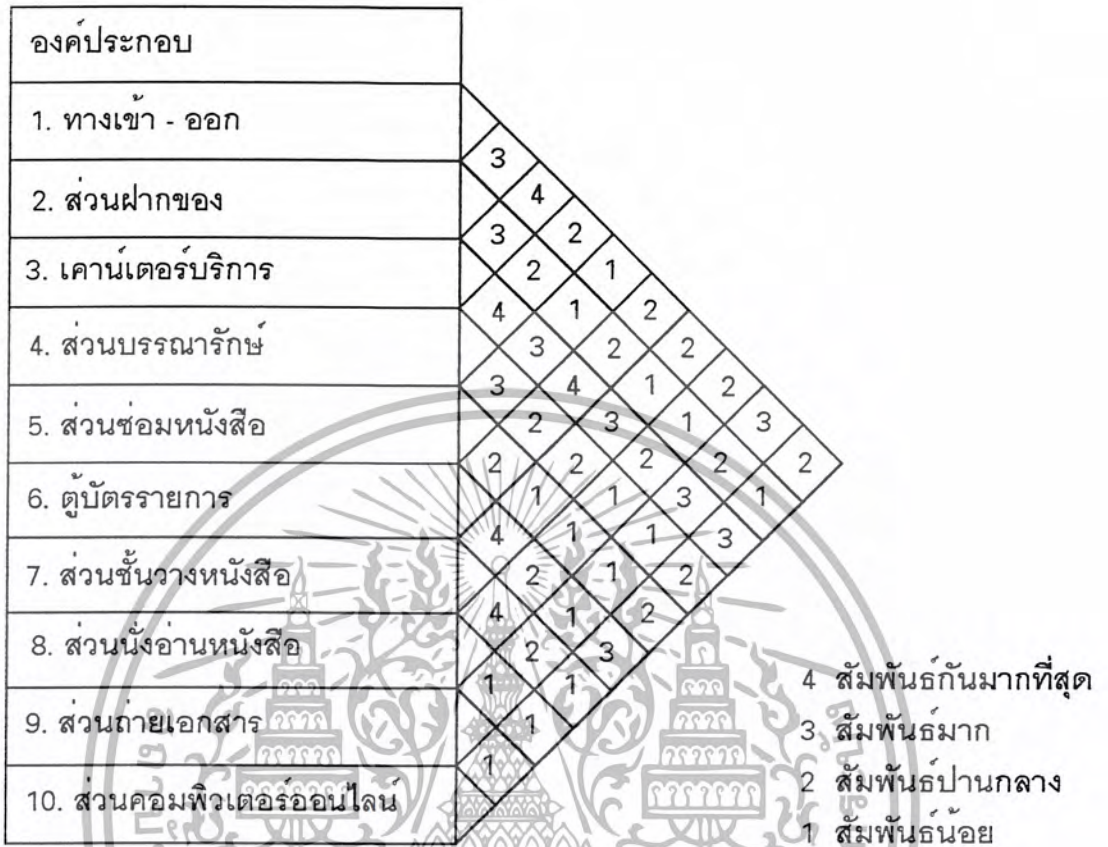 องค์ประกอบ
1. ทางเข้า - ออก
3
4
2. ส่วนฝากของ
3 2
2 1
3. เคาน์เตอร์บริการ
4 1 2
3 2 2
4. ส่วนบรรณารักษ์
3 4 1 2
2 3 1 3
5. ส่วนซ่อมหนังสือ
2 2 2 2 2
1 1 3 1
6. ตู้บัตรรายการ
4 1 1 3
2 1 2
7. ส่วนชั้นวางหนังสือ
4 1 2
2 3
8. ส่วนนั่งอ่านหนังสือ
1 1
1
9. ส่วนถ่ายเอกสาร
1
10. ส่วนคอมพิวเตอร์ออนไลน์
4 สัมพันธ์กันมากที่สุด
3 สัมพันธ์มาก
2 สัมพันธ์ปานกลาง
1 สัมพันธ์น้อย